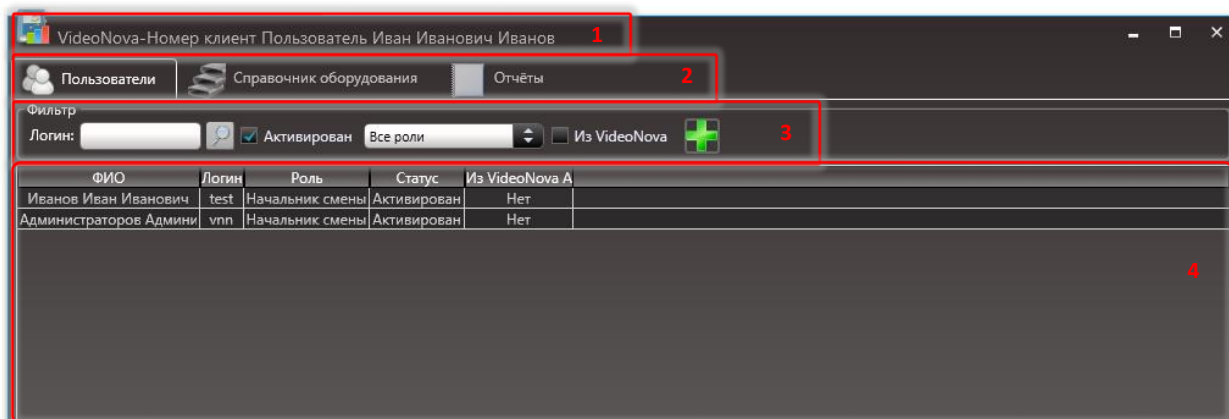 VideoNova-Номер клиент Пользователь Иван Иванович Иванов 1
Пользователи Справочник оборудования Отчёты 2
Фильтр
Логин: Активирован Все роли Из VideoNova 3
ФИО Логин Роль Статус Из VideoNova A
Иванов Иван Иванович test Начальник смены Активирован Нет
Администраторов Админи vnn Начальник смены Активирован Нет
4